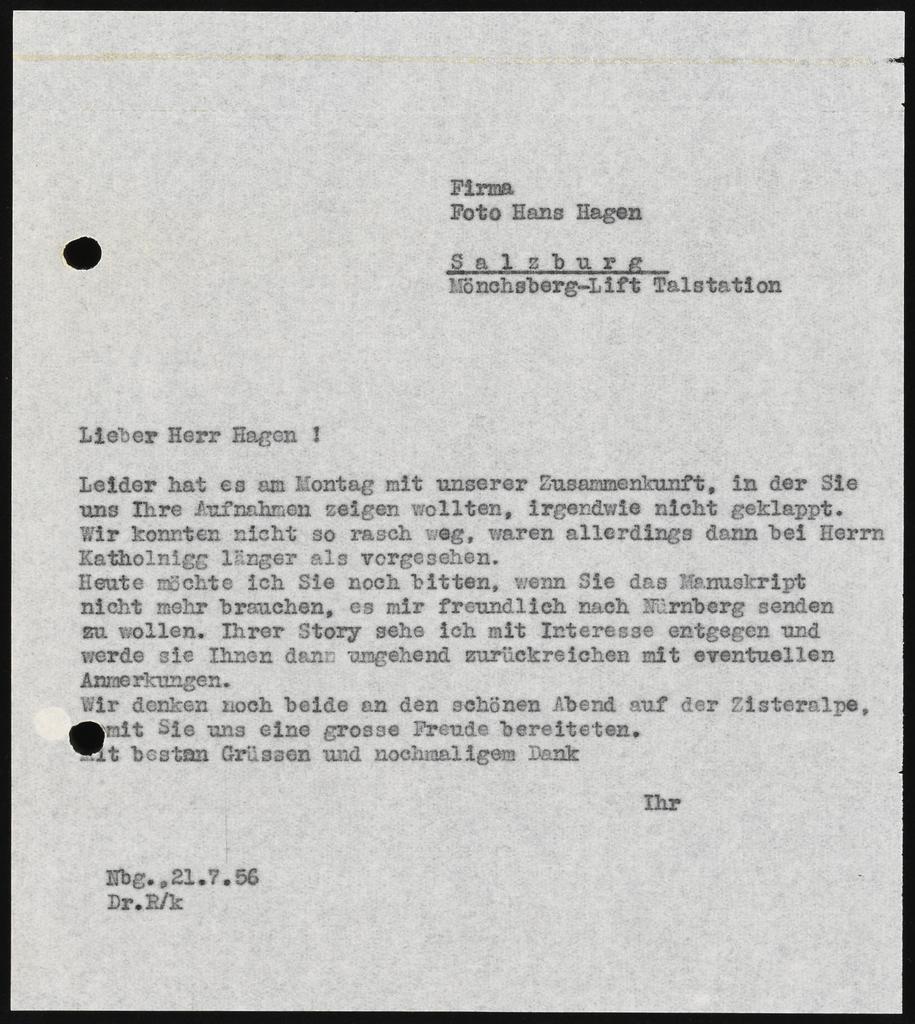 Firma
Foto Hans Hagen
S a l z b u r g
Mönchsberg-Lift Talstation
Lieber Herr Hagen !
Leider hat es am Montag mit unserer Zusammenkunft, in der Sie
uns Ihre Aufnahmen zeigen wollten, irgendwie nicht geklappt.
Wir konnten nicht so rasch weg, waren allerdings dann bei Herrn
Katholnigg länger als vorgesehen.
Heute möchte ich Sie noch bitten, wenn Sie das Manuskript
nicht mehr brauchen, es mir freundlich nach Nürnberg senden
zu wollen. Ihrer Story sehe ich mit Interesse entgegen und
werde sie Ihnen dann umgehend zurückreichen mit eventuellen
Anmerkungen.
Wir denken noch beide an den schönen Abend auf der Zisteralpe,
mit Sie uns eine grosse Freude bereiteten.
Mit bestan Grüssen und nochmaligem Dank
Ihr
Nbg.,21.7.56
Dr.R/k